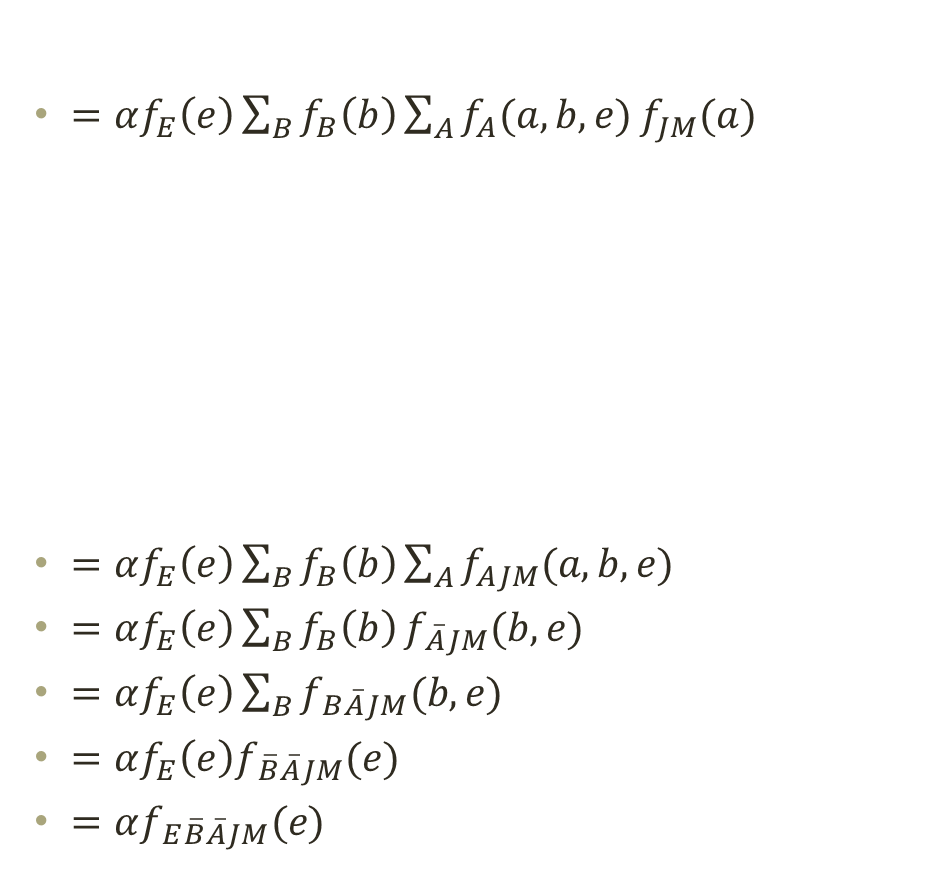 • = αf_E(e) ∑_B f_B(b) ∑_A f_A(a, b, e) f_JM(a)
• = αf_E(e) ∑_B f_B(b) ∑_A f_AJM(a, b, e)
• = αf_E(e) ∑_B f_B(b) f_ĀJM(b, e)
• = αf_E(e) ∑_B f_BĀJM(b, e)
• = αf_E(e)f_B̄ĀJM(e)
• = αf_EB̄ĀJM(e)